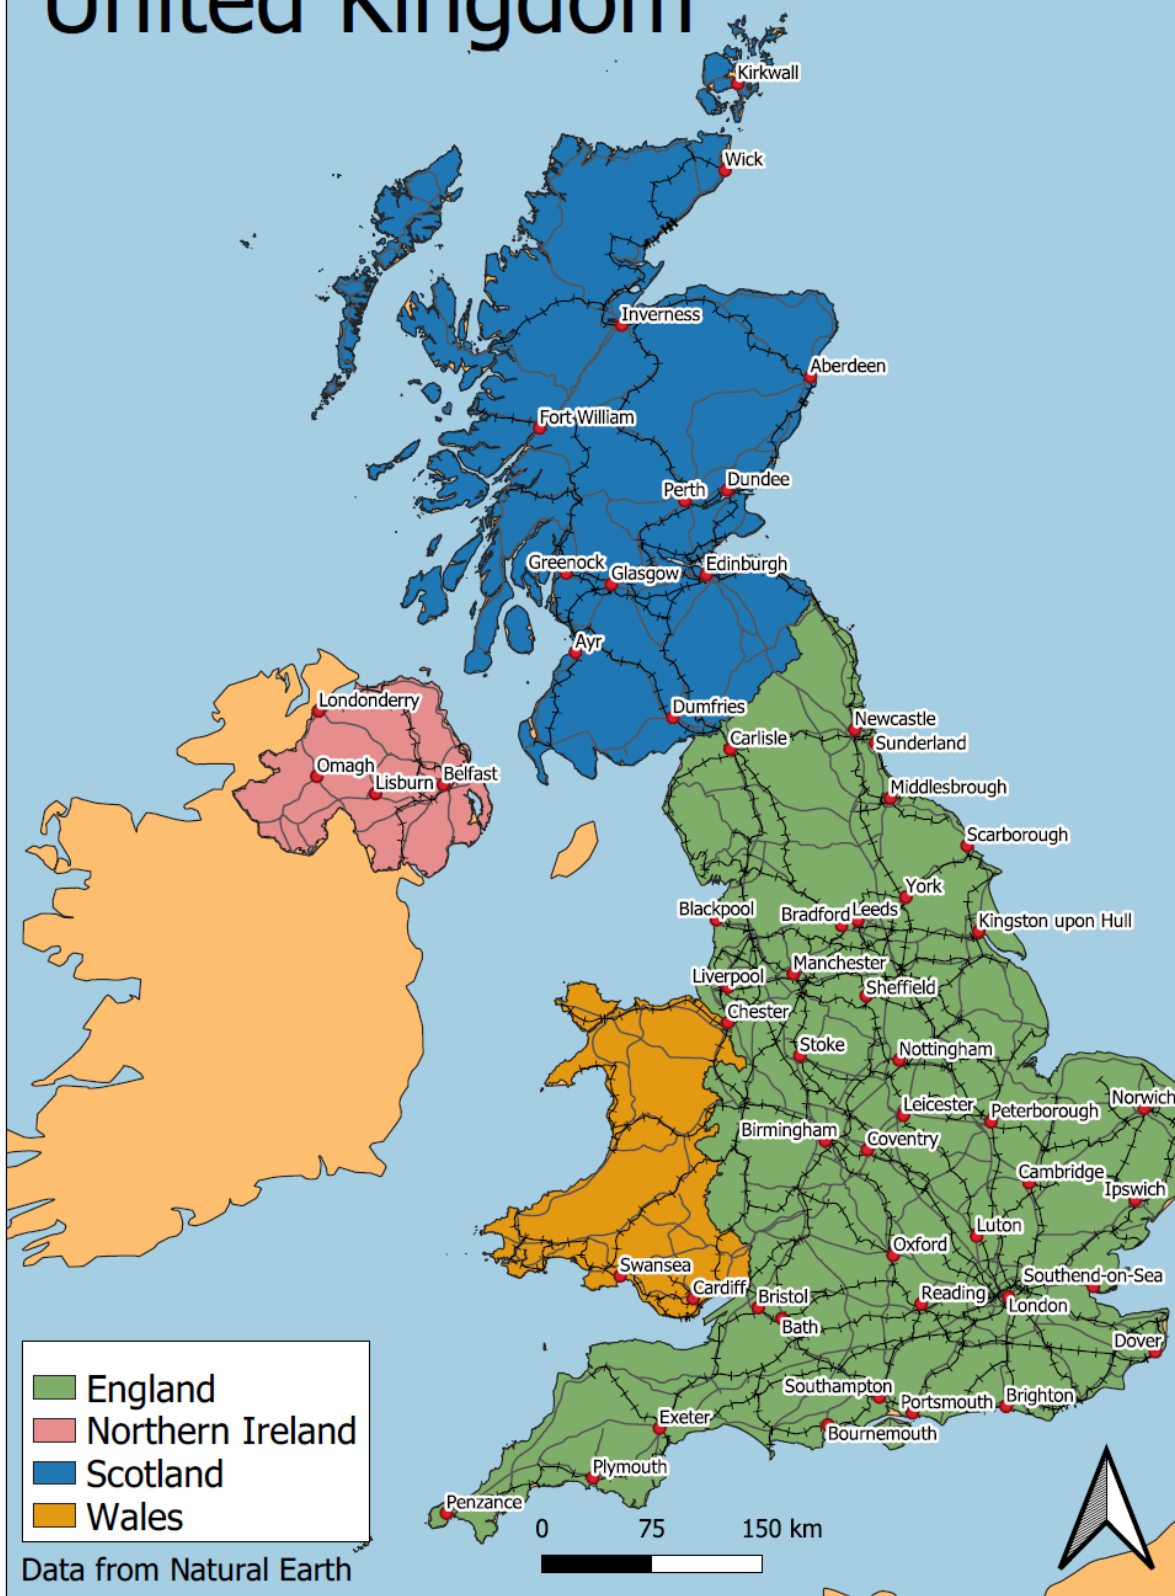 United Kingdom
Kirkwall
Wick
Inverness
Aberdeen
Fort William
Dundee
Perth
Greenock
Glasgow
Edinburgh
Ayr
Londonderry
Dumfries
Newcastle
Carlisle
Sunderland
Omagh
Lisburn
Belfast
Middlesbrough
Scarborough
York
Blackpool
Bradford
Leeds
Kingston upon Hull
Manchester
Liverpool
Sheffield
Chester
Stoke
Nottingham
Norwich
Leicester
Peterborough
Birmingham
Coventry
Cambridge
Ipswich
Luton
Oxford
Swansea
Southend-on-Sea
Cardiff
Bristol
Reading
London
Bath
Dover
Southampton
Portsmouth
Brighton
Exeter
Bournemouth
Plymouth
Penzance
England
Northern Ireland
Scotland
Wales
0 75 150 km
Data from Natural Earth